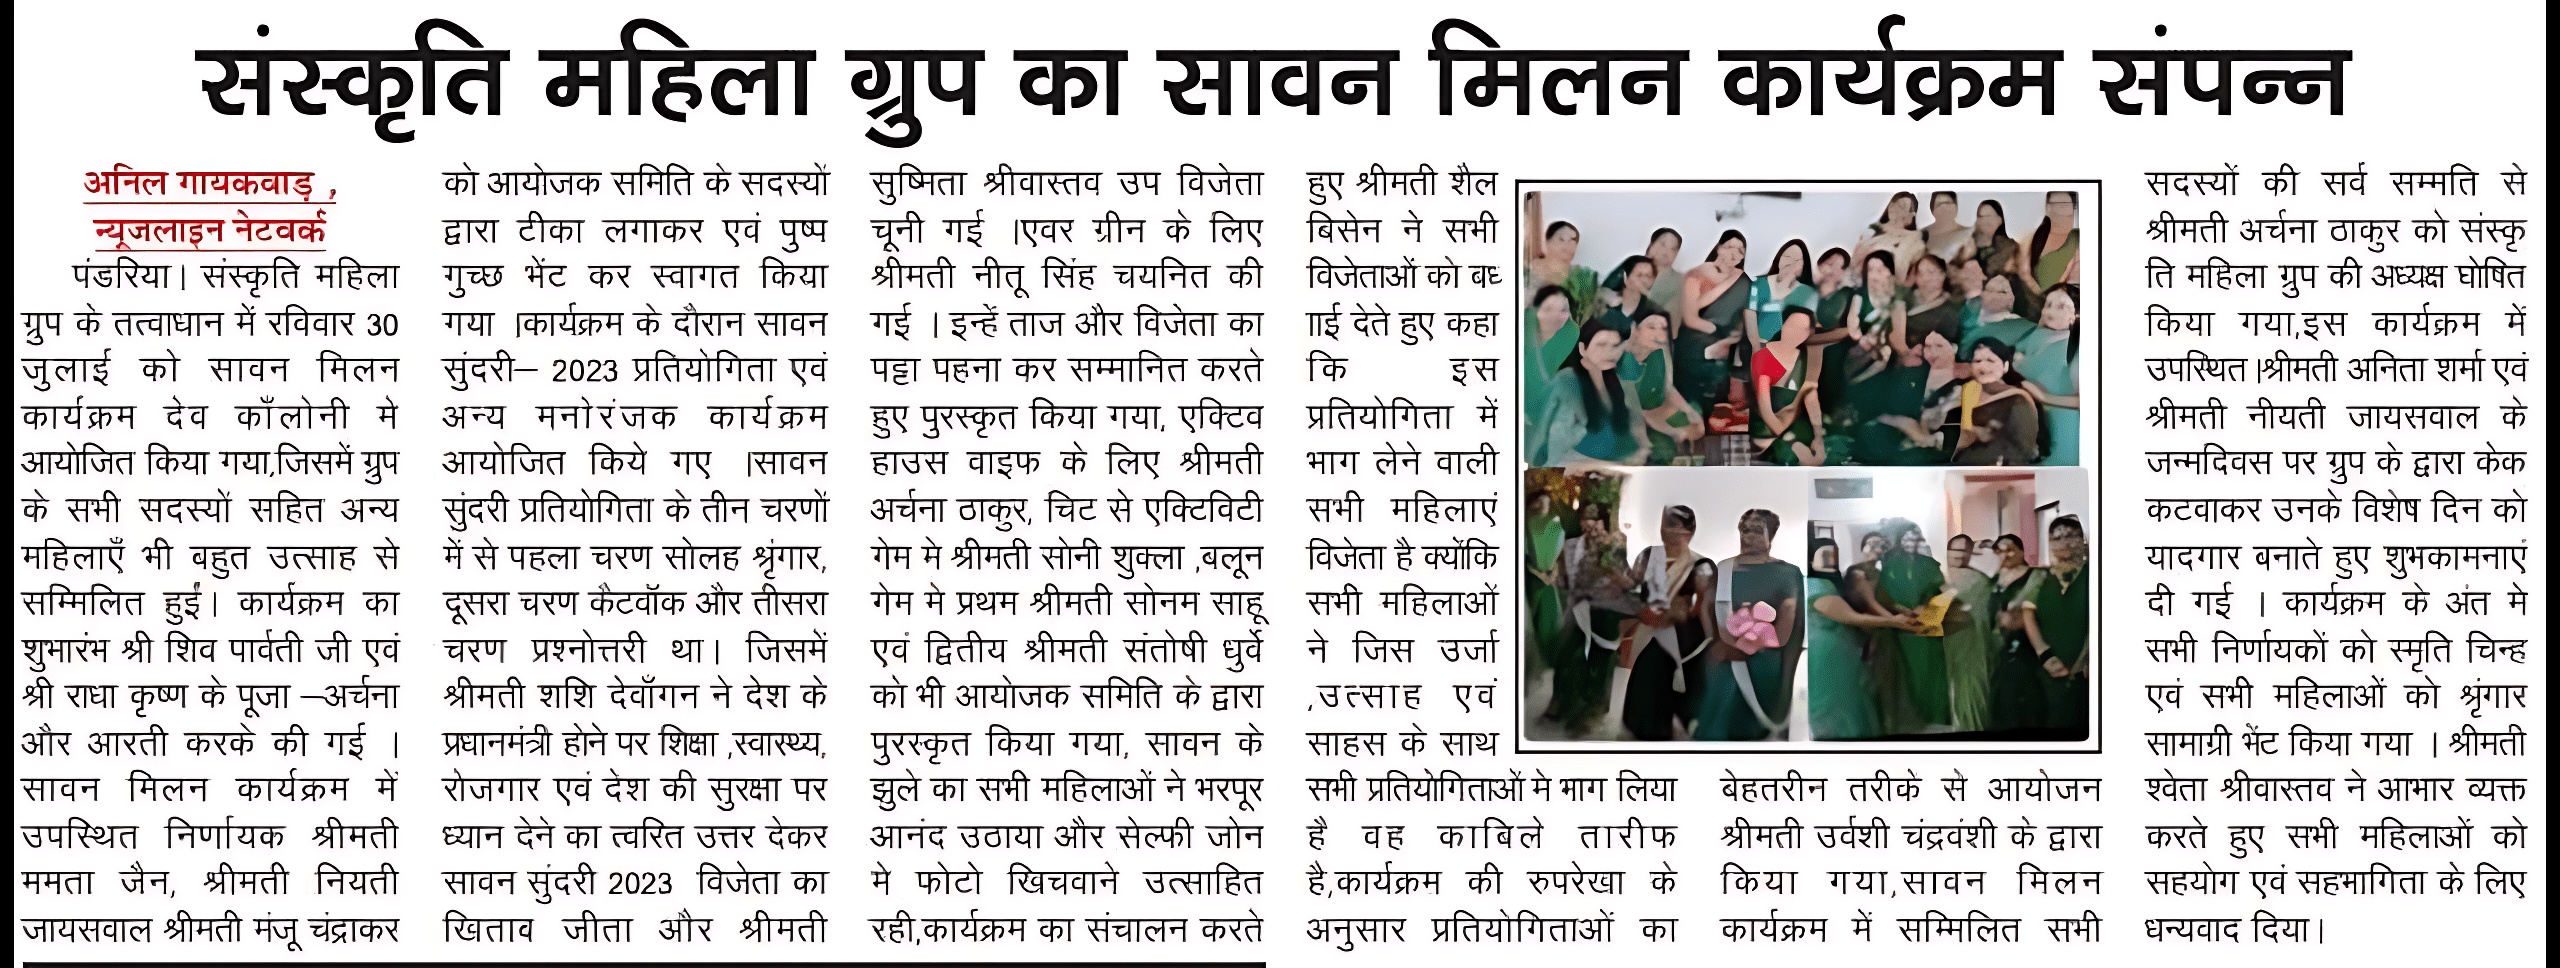 संस्कृति महिला ग्रुप का सावन मिलन कार्यक्रम संपन्न
अनिल गायकवाड़ ,
न्यूजलाइन नेटवर्क
पंडरिया। संस्कृति महिला
ग्रुप के तत्वाधान में रविवार 30
जुलाई को सावन मिलन
कार्यक्रम देव कॉंलोनी मे
आयोजित किया गया,जिसमें ग्रुप
के सभी सदस्यों सहित अन्य
महिलाएँ भी बहुत उत्साह से
सम्मिलित हुई। कार्यक्रम का
शुभारंभ श्री शिव पार्वती जी एवं
श्री राधा कृष्ण के पूजा –अर्चना
और आरती करके की गई ।
सावन मिलन कार्यक्रम में
उपस्थित निर्णायक श्रीमती
ममता जैन, श्रीमती नियती
जायसवाल श्रीमती मंजू चंद्राकर
को आयोजक समिति के सदस्यों
द्वारा टीका लगाकर एवं पुष्प
गुच्छ भेंट कर स्वागत किया
गया ।कार्यक्रम के दौरान सावन
सुंदरी– 2023 प्रतियोगिता एवं
अन्य मनोरंजक कार्यक्रम
आयोजित किये गए ।सावन
सुंदरी प्रतियोगिता के तीन चरणों
में से पहला चरण सोलह श्रृंगार,
दूसरा चरण कैटवॉक और तीसरा
चरण प्रश्नोत्तरी था। जिसमें
श्रीमती शशि देवॉंगन ने देश के
प्रधानमंत्री होने पर शिक्षा ,स्वास्थ्य,
रोजगार एवं देश की सुरक्षा पर
ध्यान देने का त्वरित उत्तर देकर
सावन सुंदरी 2023 विजेता का
खिताब जीता और श्रीमती
सुष्मिता श्रीवास्तव उप विजेता
चूनी गई ।एवर ग्रीन के लिए
श्रीमती नीतू सिंह चयनित की
गई । इन्हें ताज और विजेता का
पट्टा पहना कर सम्मानित करते
हुए पुरस्कृत किया गया, एक्टिव
हाउस वाइफ के लिए श्रीमती
अर्चना ठाकुर, चिट से एक्टिविटी
गेम मे श्रीमती सोनी शुक्ला ,बलून
गेम मे प्रथम श्रीमती सोनम साहू
एवं द्वितीय श्रीमती संतोषी धुर्वे
को भी आयोजक समिति के द्वारा
पुरस्कृत किया गया, सावन के
झुले का सभी महिलाओं ने भरपूर
आनंद उठाया और सेल्फी जोन
मे फोटो खिचवाने उत्साहित
रही,कार्यक्रम का संचालन करते
हुए श्रीमती शैल
बिसेन ने सभी
विजेताओं को बध
ाई देते हुए कहा
कि इस
प्रतियोगिता में
भाग लेने वाली
सभी महिलाएं
विजेता है क्योंकि
सभी महिलाओं
ने जिस उर्जा
,उत्साह एवं
साहस के साथ
सभी प्रतियोगिताओं मे भाग लिया
है वह काबिले तारीफ
है,कार्यक्रम की रुपरेखा के
अनुसार प्रतियोगिताओं का
बेहतरीन तरीके से आयोजन
श्रीमती उर्वशी चंद्रवंशी के द्वारा
किया गया,सावन मिलन
कार्यक्रम में सम्मिलित सभी
सदस्यों की सर्व सम्मति से
श्रीमती अर्चना ठाकुर को संस्कृ
ति महिला ग्रुप की अध्यक्ष घोषित
किया गया,इस कार्यक्रम में
उपस्थित।श्रीमती अनिता शर्मा एवं
श्रीमती नीयती जायसवाल के
जन्मदिवस पर ग्रुप के द्वारा केक
कटवाकर उनके विशेष दिन को
यादगार बनाते हुए शुभकामनाएं
दी गई । कार्यक्रम के अंत मे
सभी निर्णायकों को स्मृति चिन्ह
एवं सभी महिलाओं को श्रृंगार
सामाग्री भेंट किया गया । श्रीमती
श्वेता श्रीवास्तव ने आभार व्यक्त
करते हुए सभी महिलाओं को
सहयोग एवं सहभागिता के लिए
धन्यवाद दिया।